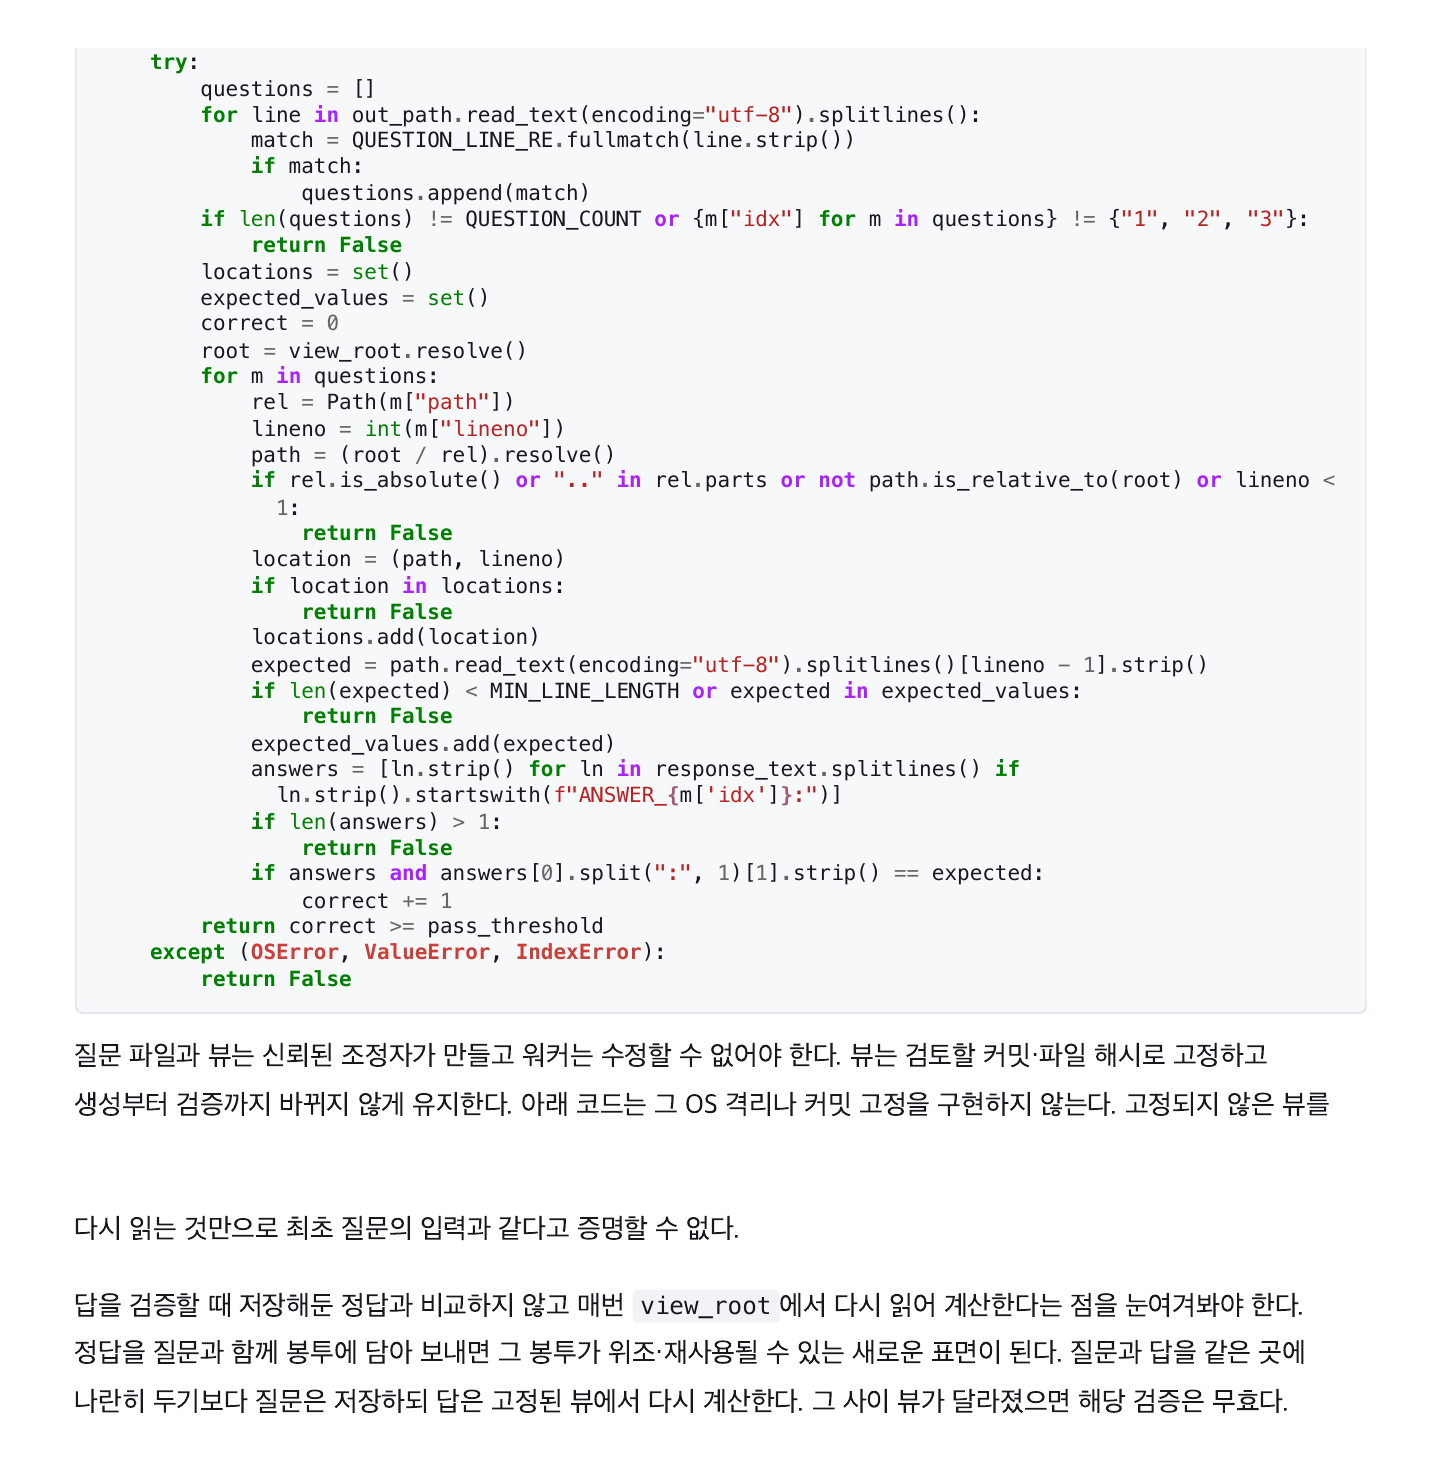 try:
    questions = []
    for line in out_path.read_text(encoding="utf-8").splitlines():
        match = QUESTION_LINE_RE.fullmatch(line.strip())
        if match:
            questions.append(match)
    if len(questions) != QUESTION_COUNT or {m["idx"] for m in questions} != {"1", "2", "3"}:
        return False
    locations = set()
    expected_values = set()
    correct = 0
    root = view_root.resolve()
    for m in questions:
        rel = Path(m["path"])
        lineno = int(m["lineno"])
        path = (root / rel).resolve()
        if rel.is_absolute() or ".." in rel.parts or not path.is_relative_to(root) or lineno <
          1:
            return False
        location = (path, lineno)
        if location in locations:
            return False
        locations.add(location)
        expected = path.read_text(encoding="utf-8").splitlines()[lineno - 1].strip()
        if len(expected) < MIN_LINE_LENGTH or expected in expected_values:
            return False
        expected_values.add(expected)
        answers = [ln.strip() for ln in response_text.splitlines() if
          ln.strip().startswith(f"ANSWER_{m['idx']}:")]
        if len(answers) > 1:
            return False
        if answers and answers[0].split(":", 1)[1].strip() == expected:
            correct += 1
    return correct >= pass_threshold
except (OSError, ValueError, IndexError):
    return False
질문 파일과 뷰는 신뢰된 조정자가 만들고 워커는 수정할 수 없어야 한다. 뷰는 검토할 커밋·파일 해시로 고정하고
생성부터 검증까지 바뀌지 않게 유지한다. 아래 코드는 그 OS 격리나 커밋 고정을 구현하지 않는다. 고정되지 않은 뷰를
다시 읽는 것만으로 최초 질문의 입력과 같다고 증명할 수 없다.
답을 검증할 때 저장해둔 정답과 비교하지 않고 매번 view_root에서 다시 읽어 계산한다는 점을 눈여겨봐야 한다.
정답을 질문과 함께 봉투에 담아 보내면 그 봉투가 위조·재사용될 수 있는 새로운 표면이 된다. 질문과 답을 같은 곳에
나란히 두기보다 질문은 저장하되 답은 고정된 뷰에서 다시 계산한다. 그 사이 뷰가 달라졌으면 해당 검증은 무효다.